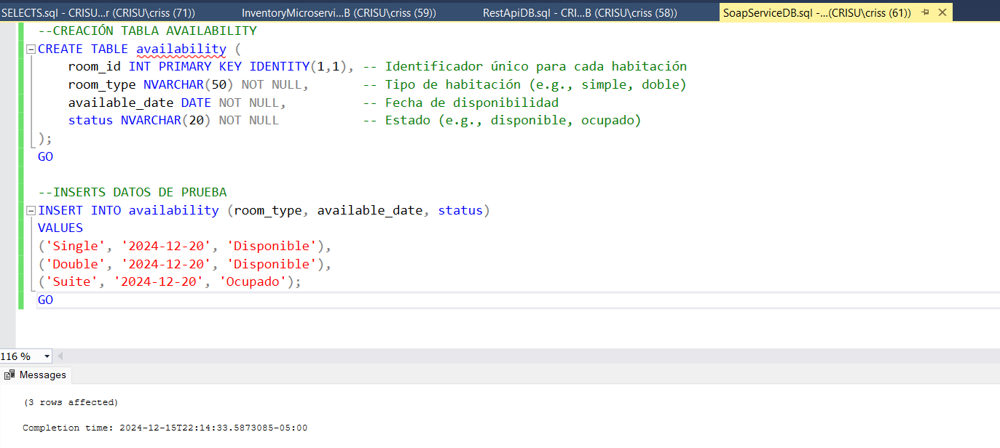 SELECTS.sql - CRISU...r (CRISU\criss (71))    InventoryMicroservi...B (CRISU\criss (59))    RestApiDB.sql - CRI...B (CRISU\criss (58))    SoapServiceDB.sql -...(CRISU\criss (61))
--CREACIÓN TABLA AVAILABILITY
CREATE TABLE availability (
    room_id INT PRIMARY KEY IDENTITY(1,1), -- Identificador único para cada habitación
    room_type NVARCHAR(50) NOT NULL,       -- Tipo de habitación (e.g., simple, doble)
    available_date DATE NOT NULL,          -- Fecha de disponibilidad
    status NVARCHAR(20) NOT NULL           -- Estado (e.g., disponible, ocupado)
);
GO
--INSERTS DATOS DE PRUEBA
INSERT INTO availability (room_type, available_date, status)
VALUES
('Single', '2024-12-20', 'Disponible'),
('Double', '2024-12-20', 'Disponible'),
('Suite', '2024-12-20', 'Ocupado');
GO
116 %
Messages
(3 rows affected)
Completion time: 2024-12-15T22:14:33.5873085-05:00